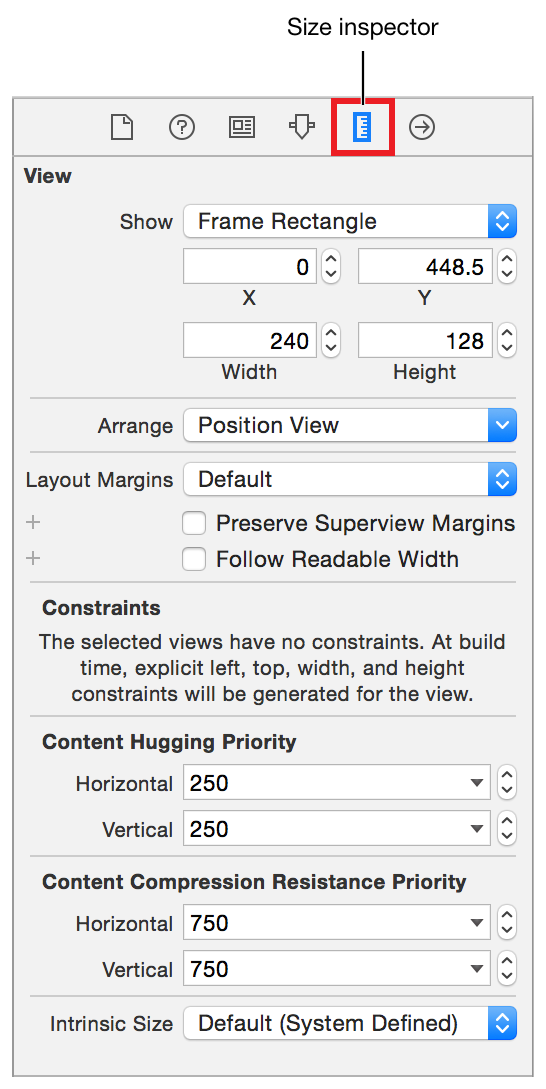 Size inspector
View
Show Frame Rectangle
0 448.5
X Y
240 128
Width Height
Arrange Position View
Layout Margins Default
Preserve Superview Margins
Follow Readable Width
Constraints
The selected views have no constraints. At build
time, explicit left, top, width, and height
constraints will be generated for the view.
Content Hugging Priority
Horizontal 250
Vertical 250
Content Compression Resistance Priority
Horizontal 750
Vertical 750
Intrinsic Size Default (System Defined)